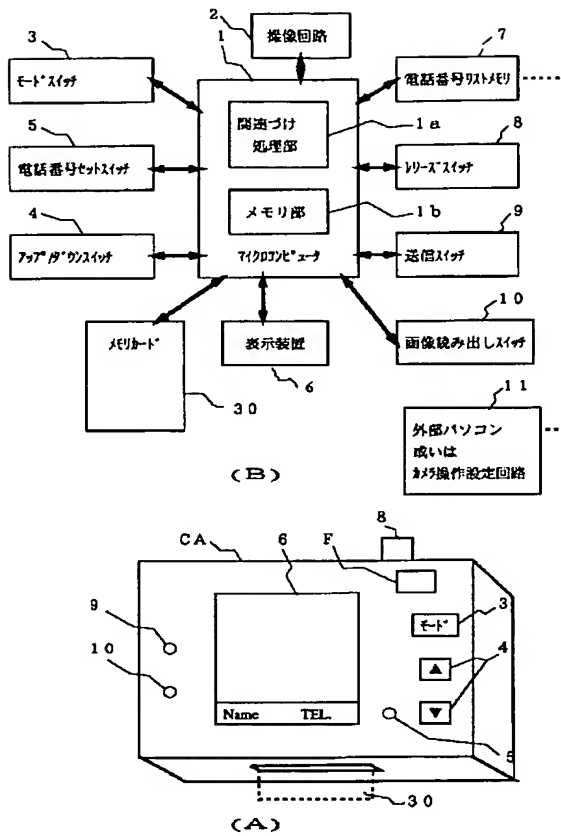 2
撮像回路
3
1
7
ﾓｰﾄﾞｽｲｯﾁ
電話番号ﾘｽﾄﾒﾓﾘ
関連づけ
処理部
1a
5
8
電話番号ｾｯﾄｽｲｯﾁ
ﾚﾘｰｽﾞｽｲｯﾁ
メモリ部
1b
4
9
ｱｯﾌﾟ/ﾀﾞｳﾝｽｲｯﾁ
ﾏｲｸﾛｺﾝﾋﾟｭｰﾀ
送信ｽｲｯﾁ
10
ﾒﾓﾘｶｰﾄﾞ
表示装置
画像読み出しｽｲｯﾁ
30
6
11
外部パソコン
或いは
ｶﾒﾗ操作設定回路
(B)
8
CA
6
F
9
3
ﾓｰﾄﾞ
10
4
▲
▼
Name TEL.
5
30
(A)